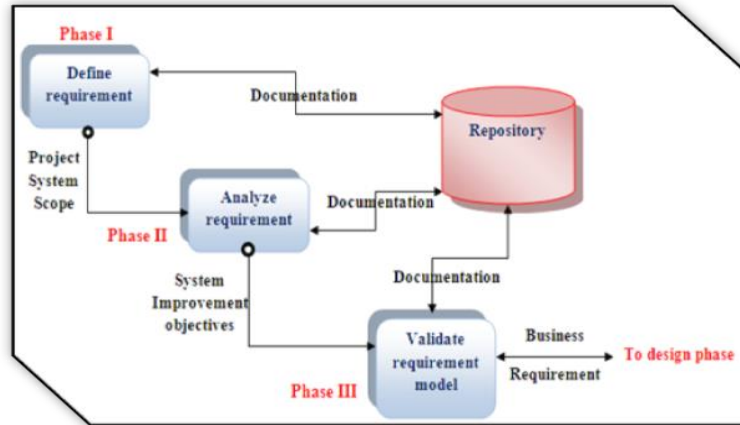 Phase I
Define
requirement
Documentation
Repository
Project
System
Scope
Analyze
requirement
Documentation
Phase II
System
Improvement
objectives
Documentation
Validate
requirement
model
Phase III
Business
Requirement
To design phase